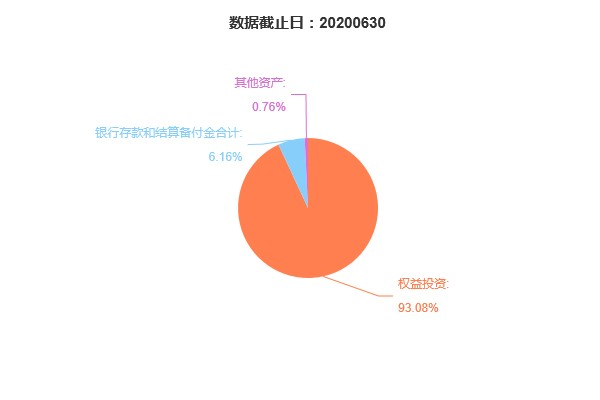 数据截止日：20200630
其他资产:
0.76%
银行存款和结算备付金合计:
6.16%
权益投资:
93.08%